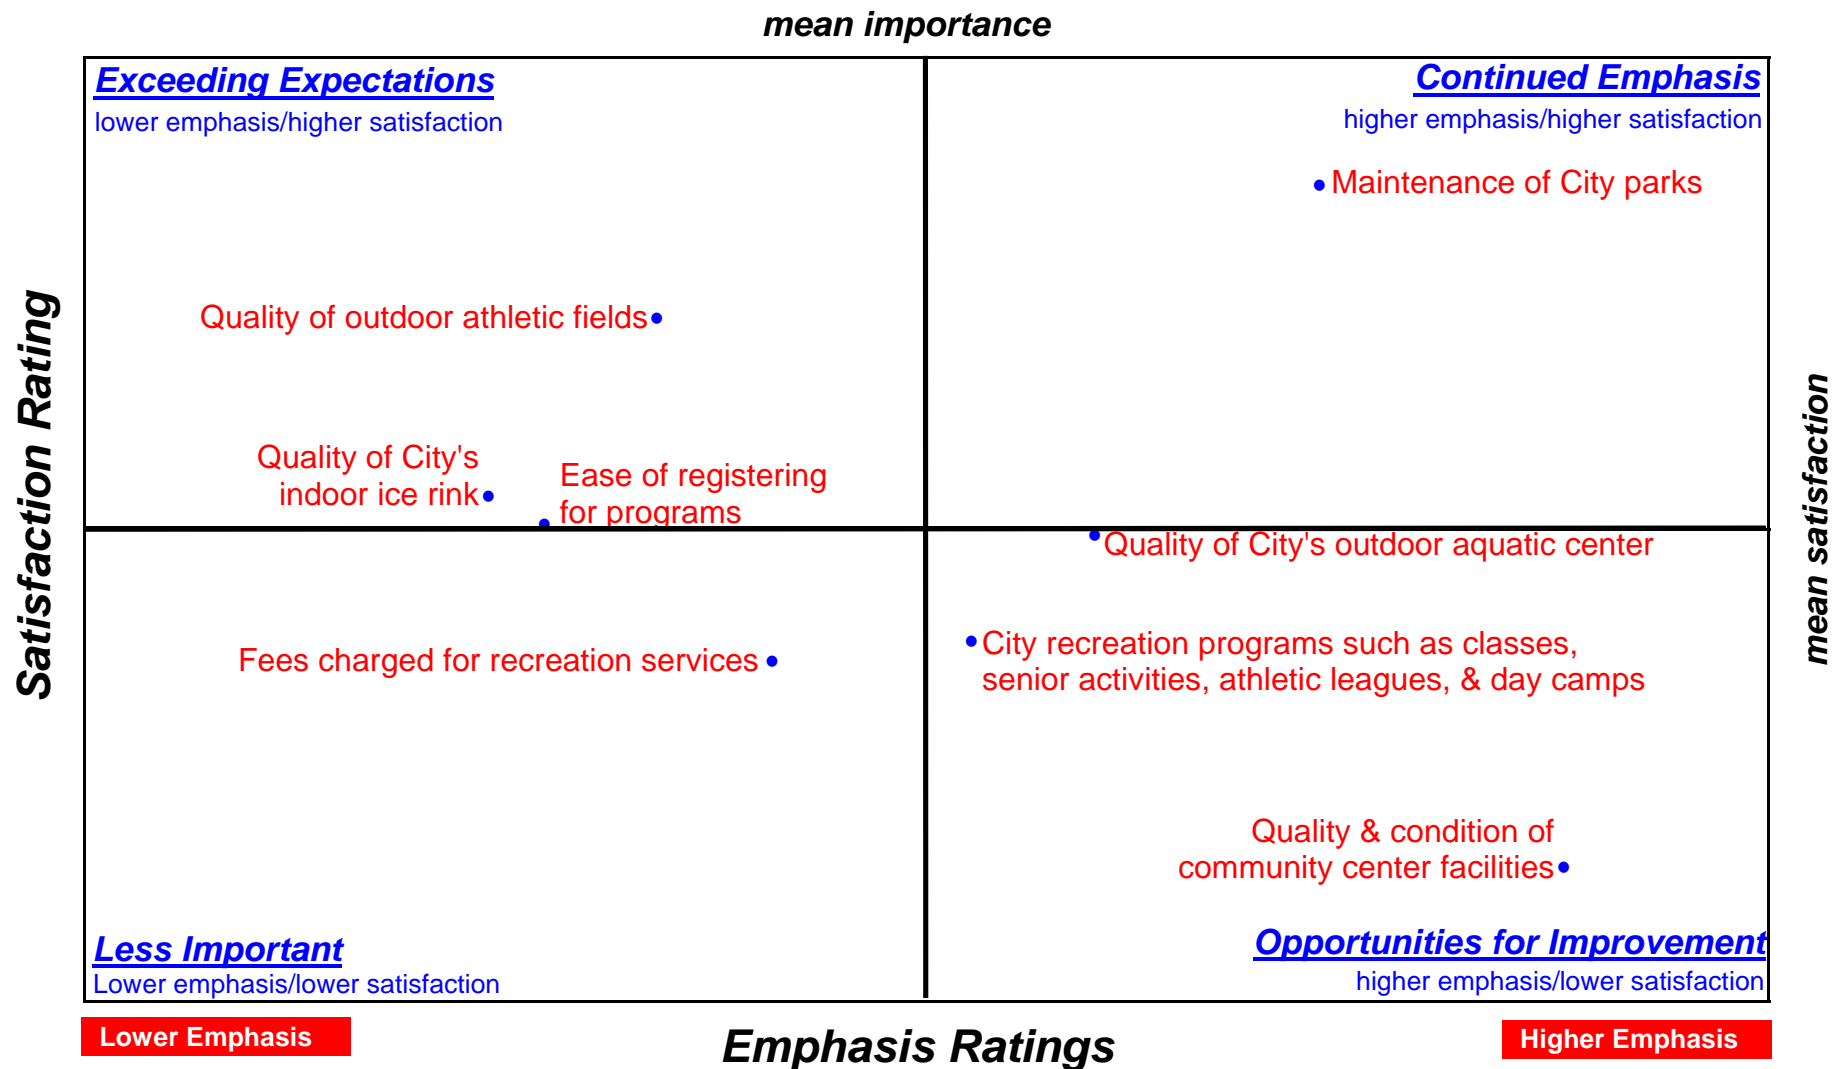 mean importance
Exceeding Expectations
lower emphasis/higher satisfaction
Continued Emphasis
higher emphasis/higher satisfaction
Maintenance of City parks
Quality of outdoor athletic fields
Quality of City's
indoor ice rink
Ease of registering
for programs
Satisfaction Rating
mean satisfaction
Quality of City's outdoor aquatic center
Fees charged for recreation services
City recreation programs such as classes,
senior activities, athletic leagues, & day camps
Quality & condition of
community center facilities
Less Important
Lower emphasis/lower satisfaction
Opportunities for Improvement
higher emphasis/lower satisfaction
Lower Emphasis
Emphasis Ratings
Higher Emphasis